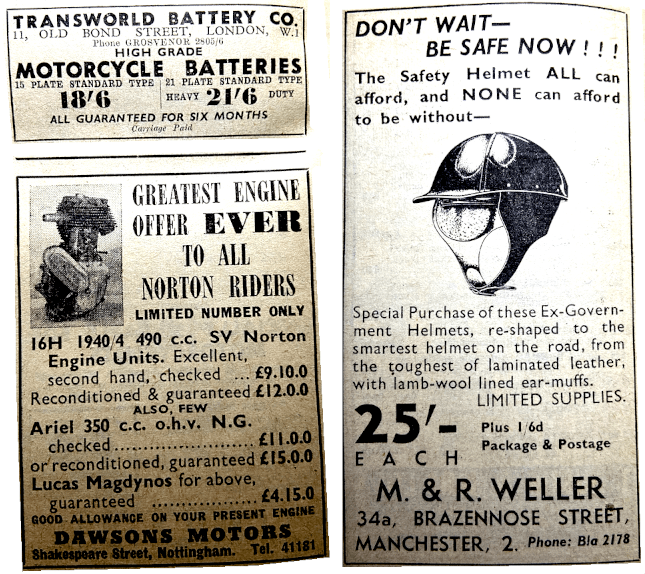 TRANSWORLD BATTERY CO.
11, OLD BOND STREET, LONDON, W.1
Phone GROSVENOR 2805/6
HIGH GRADE
MOTORCYCLE BATTERIES
15 PLATE STANDARD TYPE
18'6
21 PLATE STANDARD TYPE
HEAVY 21'6 DUTY
ALL GUARANTEED FOR SIX MONTHS
Carriage Paid
GREATEST ENGINE
OFFER EVER
TO ALL
NORTON RIDERS
LIMITED NUMBER ONLY
16H 1940/4 490 c.c. SV Norton
Engine Units. Excellent,
second hand, checked ... £9.10.0
Reconditioned & guaranteed £12.0.0
ALSO, FEW
Ariel 350 c.c. o.h.v. N.G.
checked........................ £11.0.0
or reconditioned, guaranteed £15.0.0
Lucas Magdynos for above,
guaranteed .................. £4.15.0
GOOD ALLOWANCE ON YOUR PRESENT ENGINE
DAWSONS MOTORS
Shakespeare Street, Nottingham. Tel. 41181
DON'T WAIT—
BE SAFE NOW ! ! !
The Safety Helmet ALL can
afford, and NONE can afford
to be without—
Special Purchase of these Ex-Govern-
ment Helmets, re-shaped to the
smartest helmet on the road, from
the toughest of laminated leather,
with lamb-wool lined ear-muffs.
LIMITED SUPPLIES.
25'-
EACH
Plus 1/6d
Package & Postage
M. & R. WELLER
34a, BRAZENNOSE STREET,
MANCHESTER, 2. Phone: Bla 2178